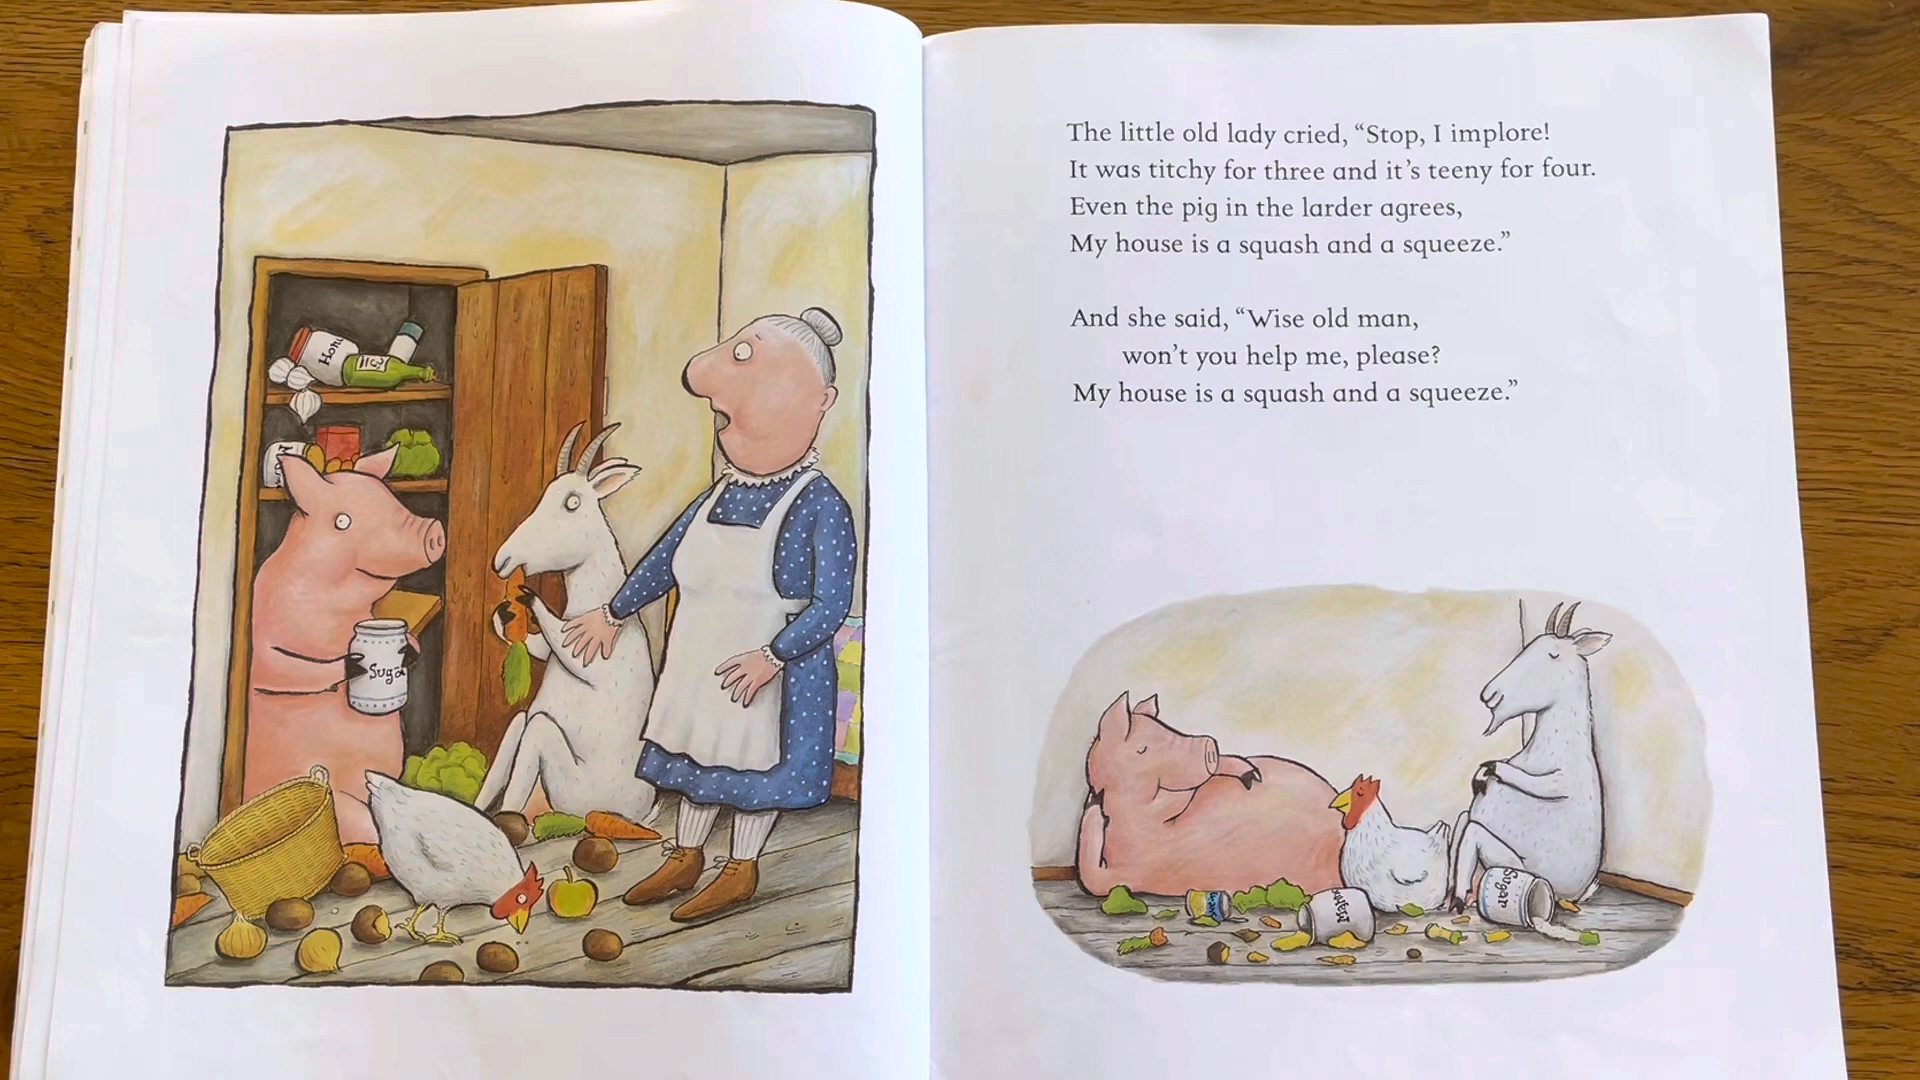 Hon
Suga
The little old lady cried, “Stop, I implore!
It was titchy for three and it’s teeny for four.
Even the pig in the larder agrees,
My house is a squash and a squeeze.”
And she said, “Wise old man,
won’t you help me, please?
My house is a squash and a squeeze.”
Sugar